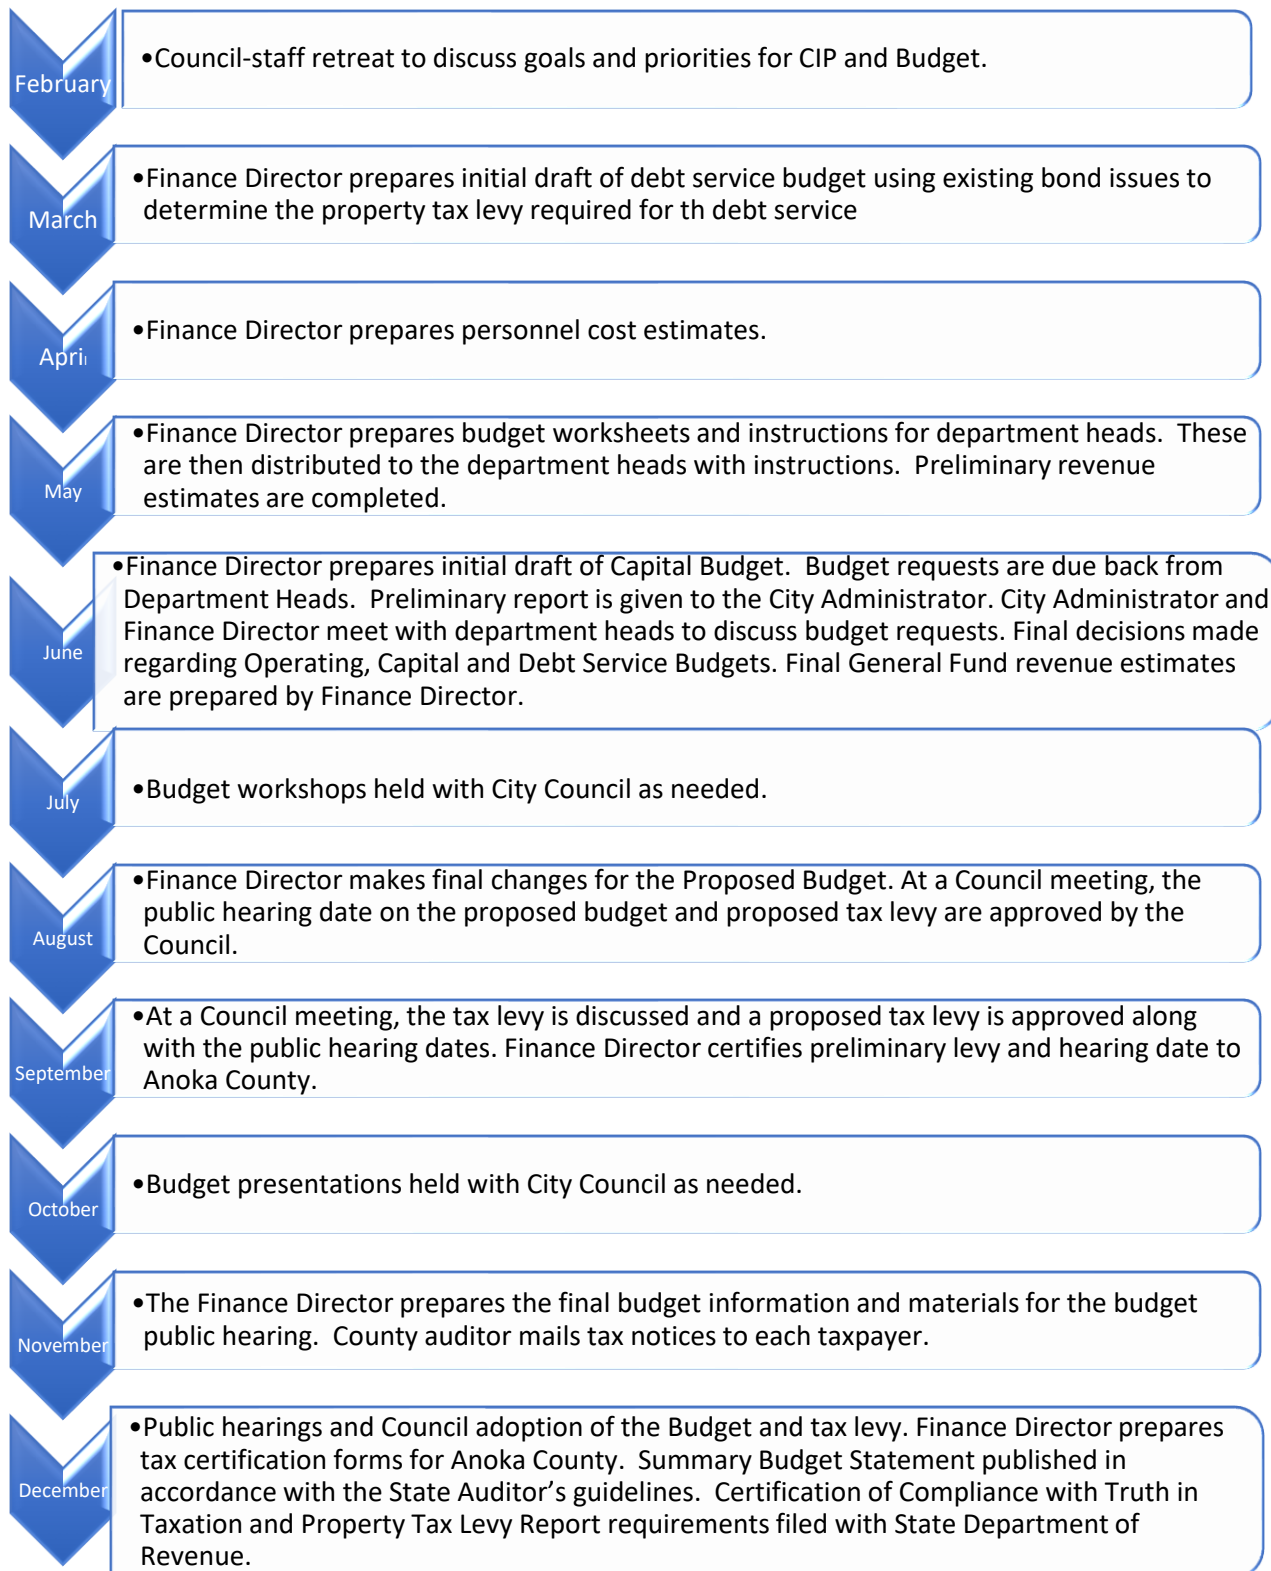 February
•Council-staff retreat to discuss goals and priorities for CIP and Budget.
March
•Finance Director prepares initial draft of debt service budget using existing bond issues to
determine the property tax levy required for th debt service
April
•Finance Director prepares personnel cost estimates.
May
•Finance Director prepares budget worksheets and instructions for department heads.  These
are then distributed to the department heads with instructions.  Preliminary revenue
estimates are completed.
June
•Finance Director prepares initial draft of Capital Budget.  Budget requests are due back from
Department Heads.  Preliminary report is given to the City Administrator. City Administrator and
Finance Director meet with department heads to discuss budget requests. Final decisions made
regarding Operating, Capital and Debt Service Budgets. Final General Fund revenue estimates
are prepared by Finance Director.
July
•Budget workshops held with City Council as needed.
August
•Finance Director makes final changes for the Proposed Budget. At a Council meeting, the
public hearing date on the proposed budget and proposed tax levy are approved by the
Council.
September
•At a Council meeting, the tax levy is discussed and a proposed tax levy is approved along
with the public hearing dates. Finance Director certifies preliminary levy and hearing date to
Anoka County.
October
•Budget presentations held with City Council as needed.
November
•The Finance Director prepares the final budget information and materials for the budget
public hearing.  County auditor mails tax notices to each taxpayer.
December
•Public hearings and Council adoption of the Budget and tax levy. Finance Director prepares
tax certification forms for Anoka County.  Summary Budget Statement published in
accordance with the State Auditor’s guidelines.  Certification of Compliance with Truth in
Taxation and Property Tax Levy Report requirements filed with State Department of
Revenue.